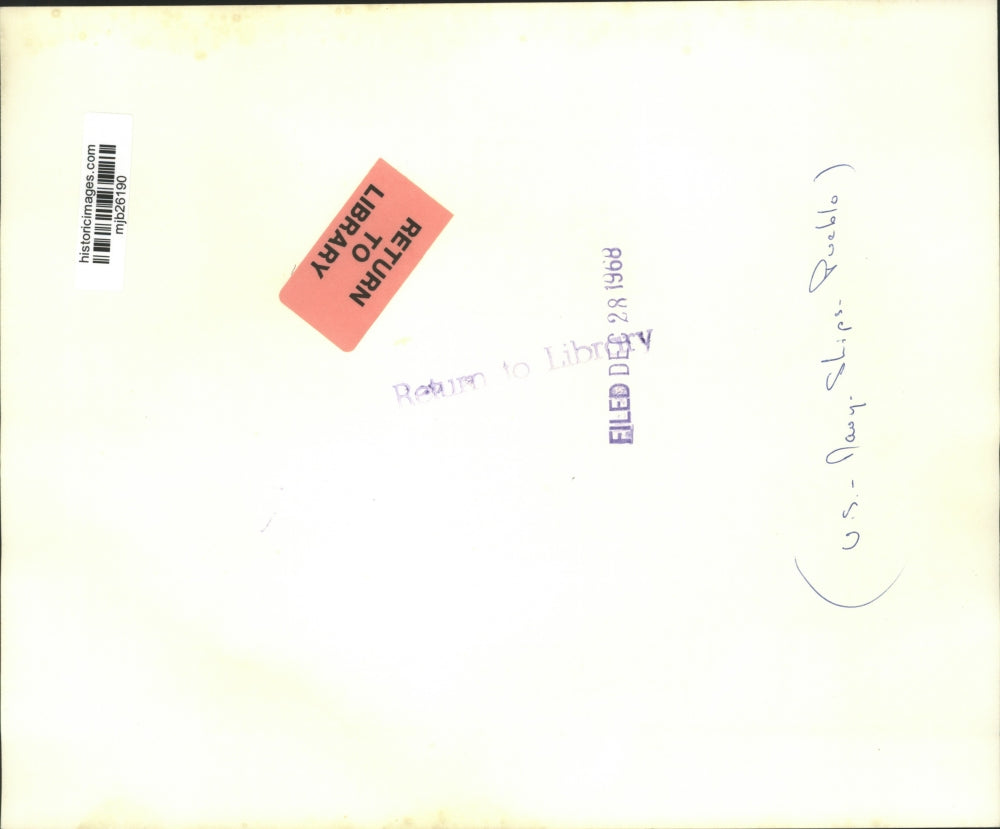 historicimages.com
mjb26190
RETURN
TO
LIBRARY
Return to Library
FILED DEC 28 1968
(U.S.- Navy- Ships- Pueblo)